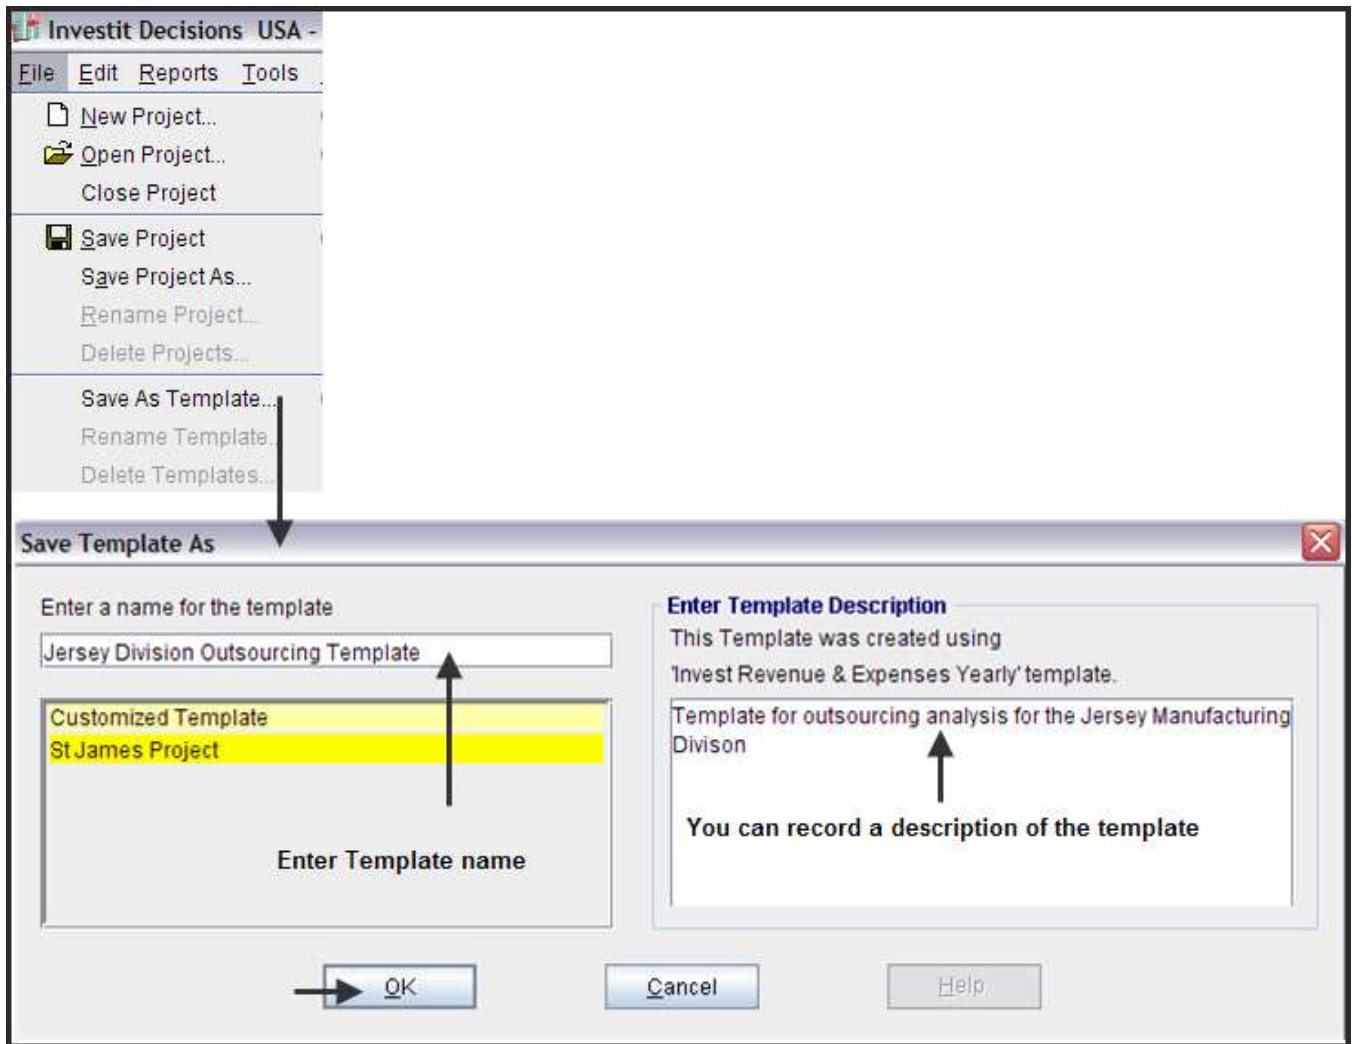 Investit Decisions USA -
File Edit Reports Tools
New Project...
Open Project...
Close Project
Save Project
Save Project As...
Rename Project...
Delete Projects...
Save As Template...
Rename Template..
Delete Templates...
Save Template As
Enter a name for the template
Jersey Division Outsourcing Template
Customized Template
St James Project
Enter Template name
Enter Template Description
This Template was created using
'Invest Revenue & Expenses Yearly' template.
Template for outsourcing analysis for the Jersey Manufacturing
Divison
You can record a description of the template
OK Cancel Help